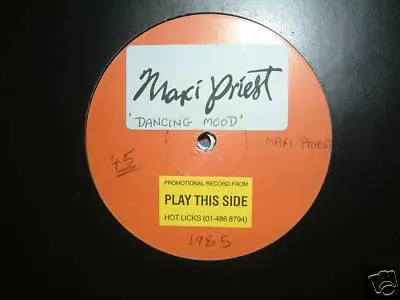 Maxi Priest
'DANCING MOOD'
MAXI PRIEST
45
PROMOTIONAL RECORD FROM
PLAY THIS SIDE
HOT LICKS (01-486 8794)
1985